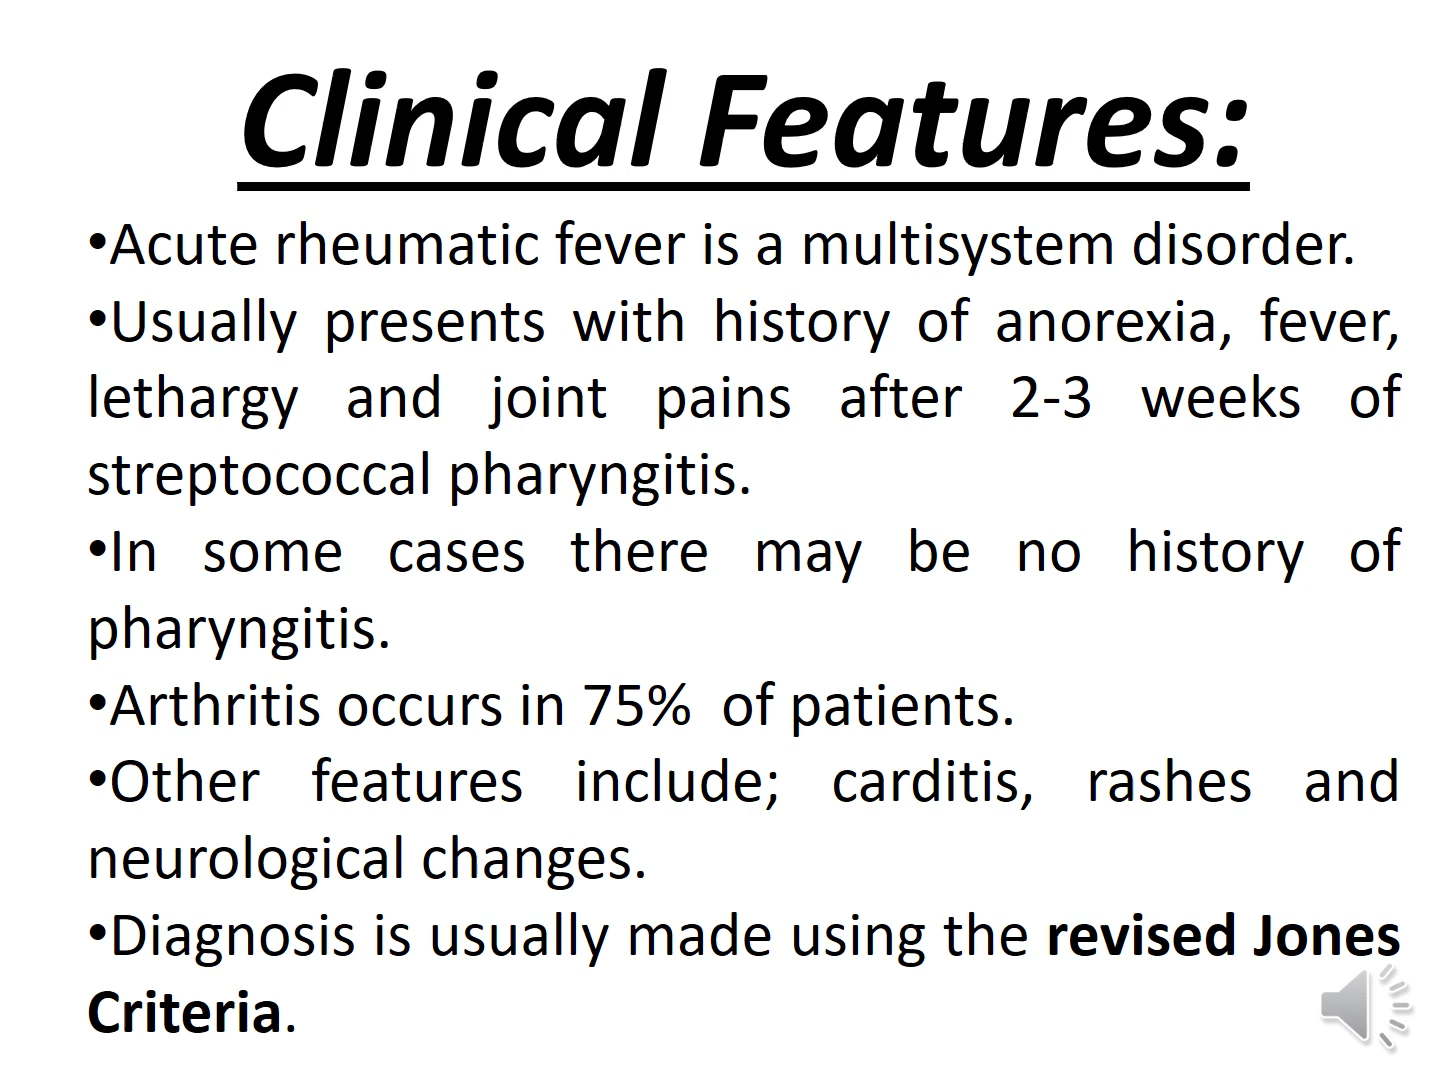 Clinical Features:
•Acute rheumatic fever is a multisystem disorder.
•Usually presents with history of anorexia, fever,
lethargy and joint pains after 2-3 weeks of
streptococcal pharyngitis.
•In some cases there may be no history of
pharyngitis.
•Arthritis occurs in 75%  of patients.
•Other features include; carditis, rashes and
neurological changes.
•Diagnosis is usually made using the revised Jones
Criteria.